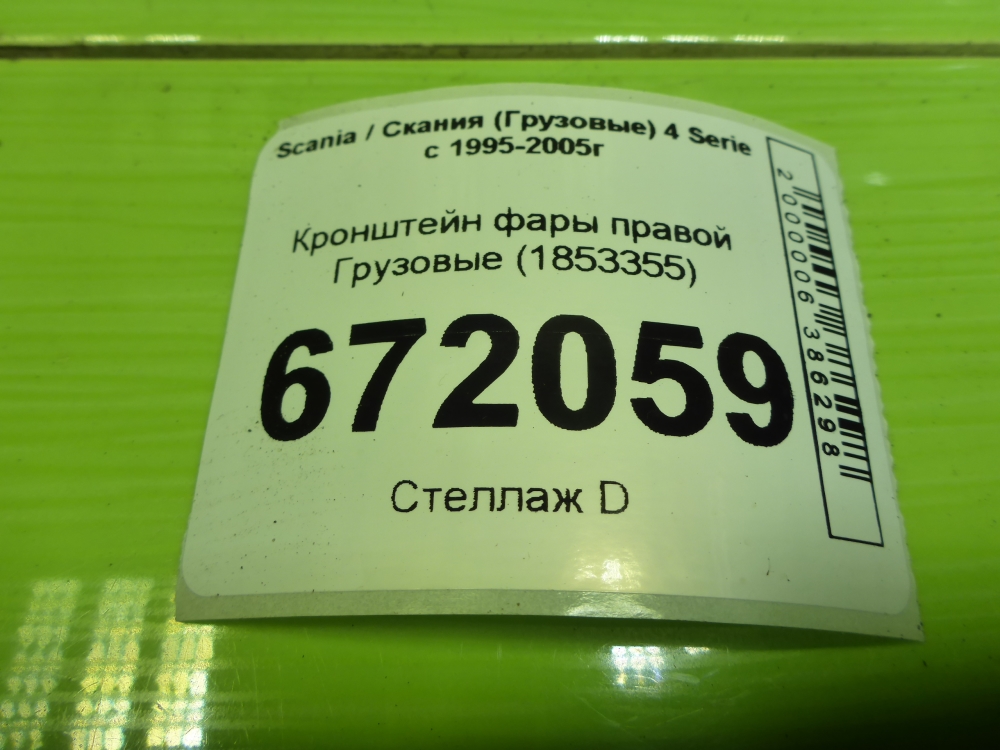 Scania / Скания (Грузовые) 4 Serie
с 1995-2005г
Кронштейн фары правой
Грузовые (1853355)
672059
Стеллаж D
2000006386298